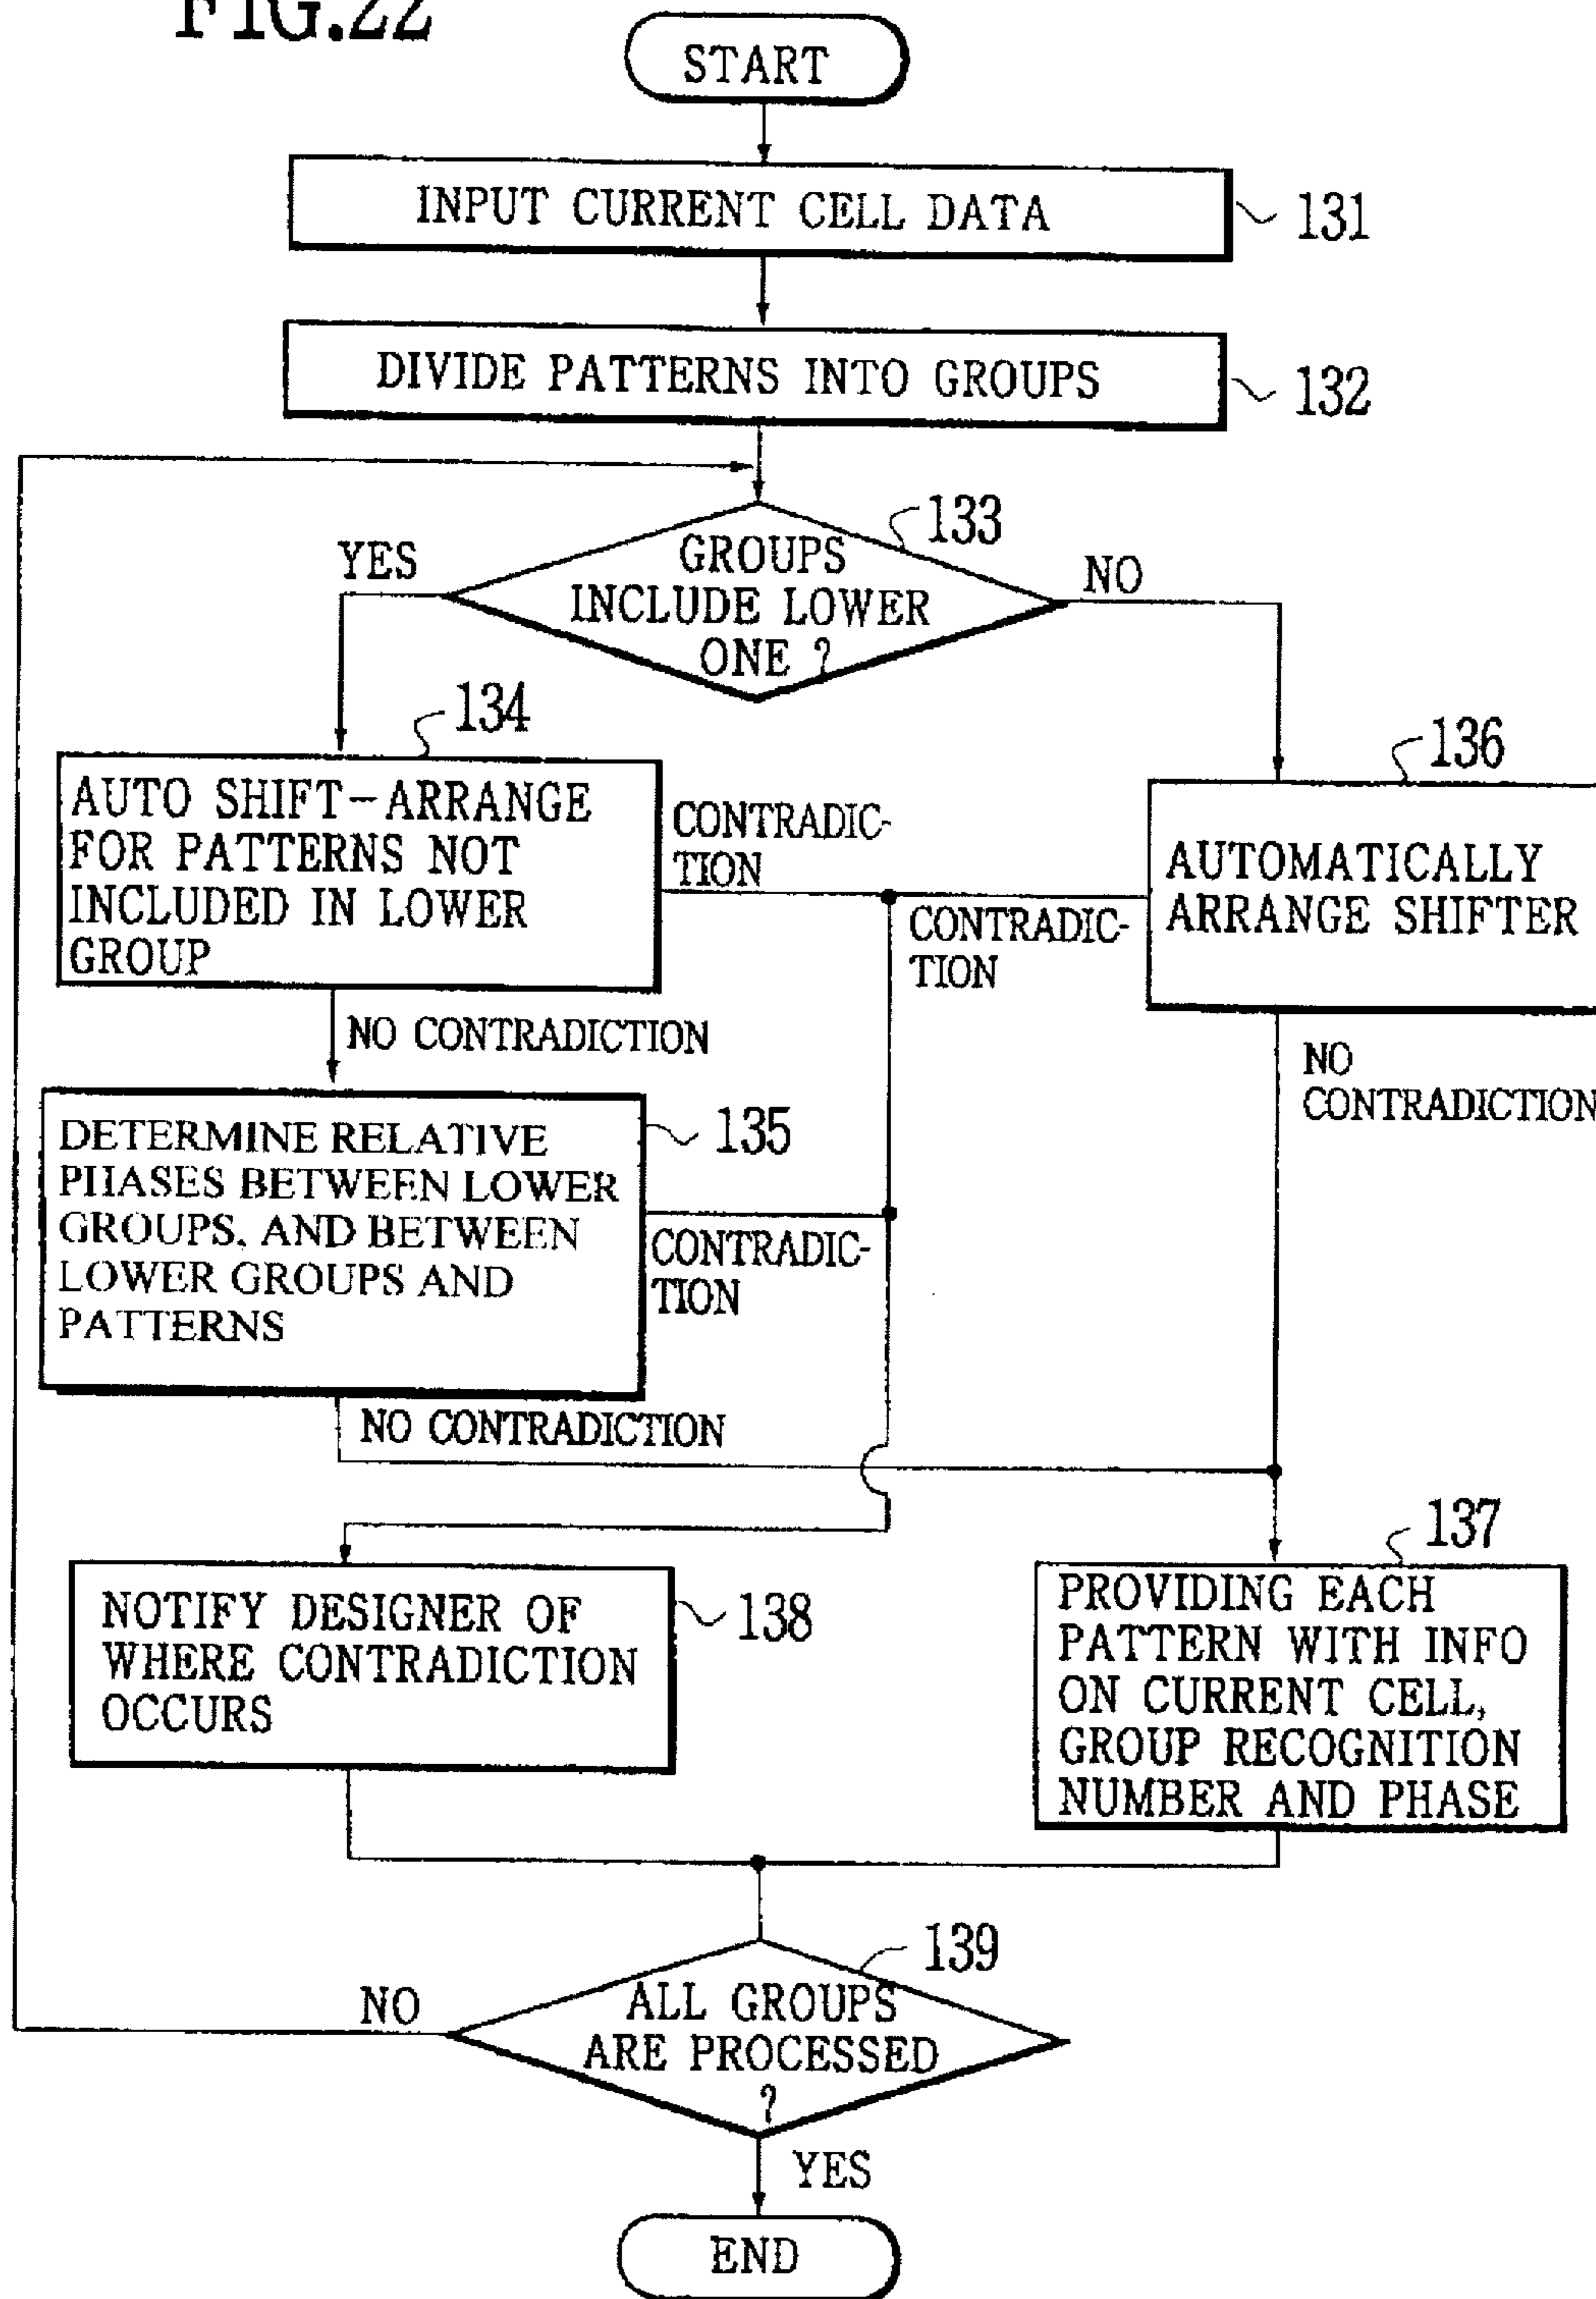 FIG.22
START
INPUT CURRENT CELL DATA
131
DIVIDE PATTERNS INTO GROUPS
132
133
YES
GROUPS
INCLUDE LOWER
ONE ?
NO
134
AUTO SHIFT-ARRANGE
FOR PATTERNS NOT
INCLUDED IN LOWER
GROUP
CONTRADIC-
TION
CONTRADIC-
TION
136
AUTOMATICALLY
ARRANGE SHIFTER
NO CONTRADICTION
NO
CONTRADICTION
DETERMINE RELATIVE
PHASES BETWEEN LOWER
GROUPS, AND BETWEEN
LOWER GROUPS AND
PATTERNS
135
CONTRADIC-
TION
NO CONTRADICTION
NOTIFY DESIGNER OF
WHERE CONTRADICTION
OCCURS
138
137
PROVIDING EACH
PATTERN WITH INFO
ON CURRENT CELL,
GROUP RECOGNITION
NUMBER AND PHASE
139
NO
ALL GROUPS
ARE PROCESSED
?
YES
END